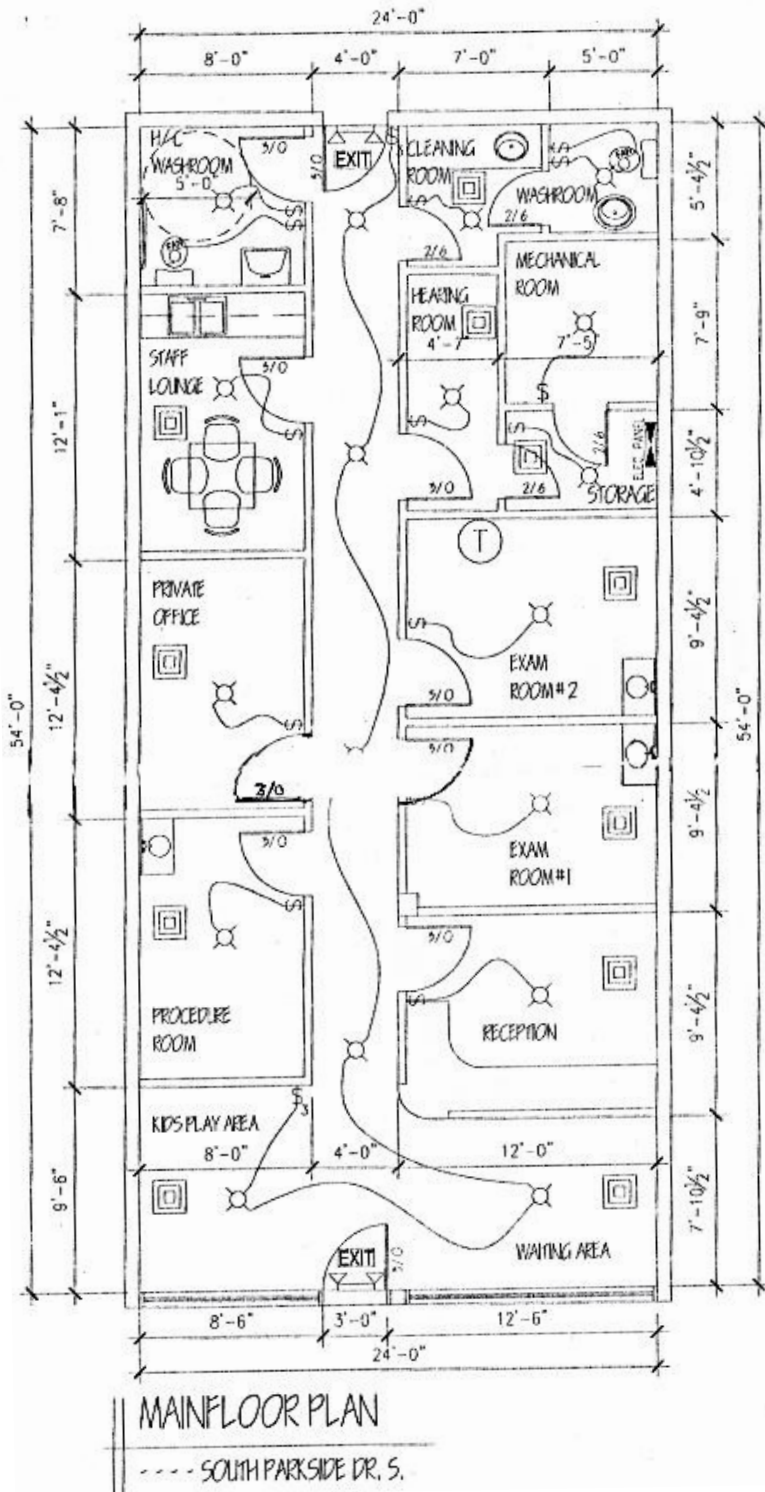 24'-0"
8'-0" 4'-0" 7'-0" 5'-0"
H/C
WASHROOM
5'-0"
3/0
3/0
EXIT
$
3
CLEANING
ROOM
FAN
WASHROOM
2/6
2/6
FAN
5'-4½"
7'-8"
MECHANICAL
ROOM
HEARING
ROOM
4'-7" 7'-5"
7'-9"
STAFF
LOUNGE
3/0
12'-1"
$
2/6
ELEC. PANEL
3/0
2/6
STORAGE
4'-10½"
T
PRIVATE
OFFICE
54'-0"
12'-4½"
EXAM
ROOM #2
3/0
9'-4½"
54'-0"
3/0
3/0
3/0
EXAM
ROOM #1
9'-4½"
12'-4½"
PROCEDURE
ROOM
3/0
RECEPTION
9'-4½"
$
3
KIDS PLAY AREA
8'-0" 4'-0" 12'-0"
9'-6"
7'-10½"
EXIT
3/0
WAITING AREA
8'-6" 3'-0" 12'-6"
24'-0"
MAINFLOOR PLAN
---- SOUTH PARKSIDE DR. S.